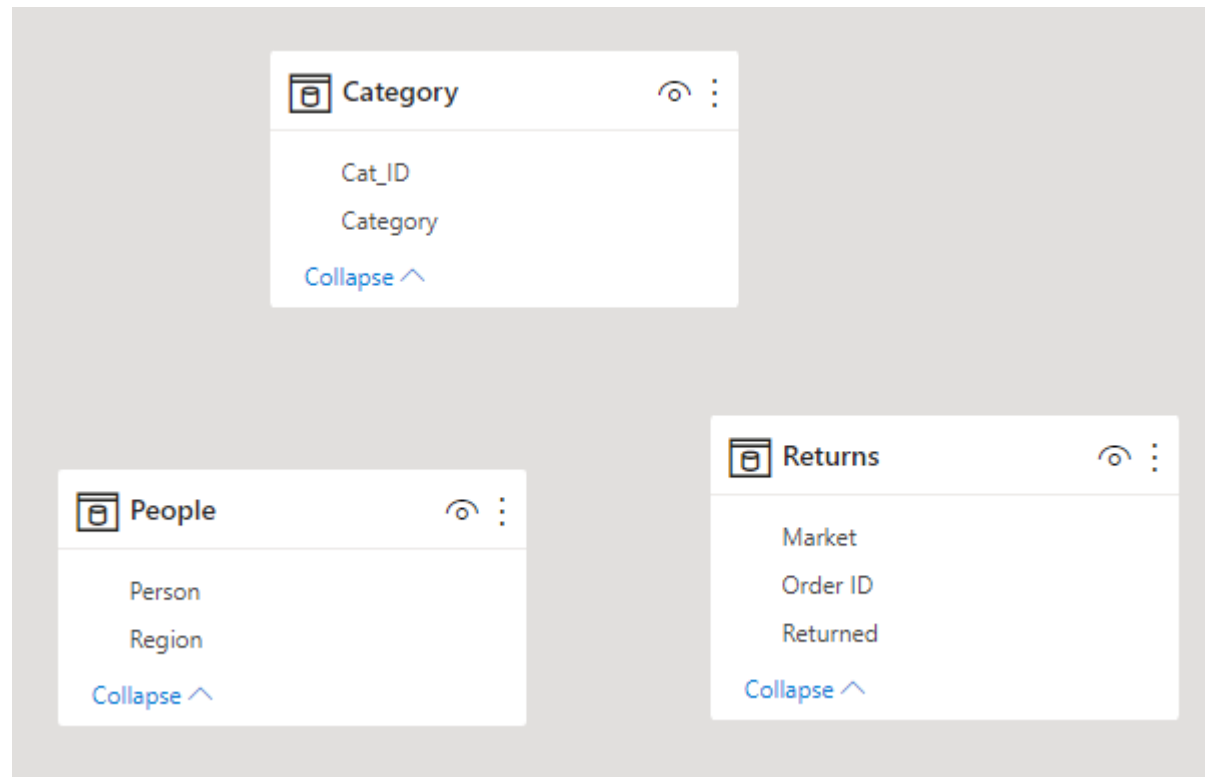 Category
Cat_ID
Category
Collapse
People
Person
Region
Collapse
Returns
Market
Order ID
Returned
Collapse